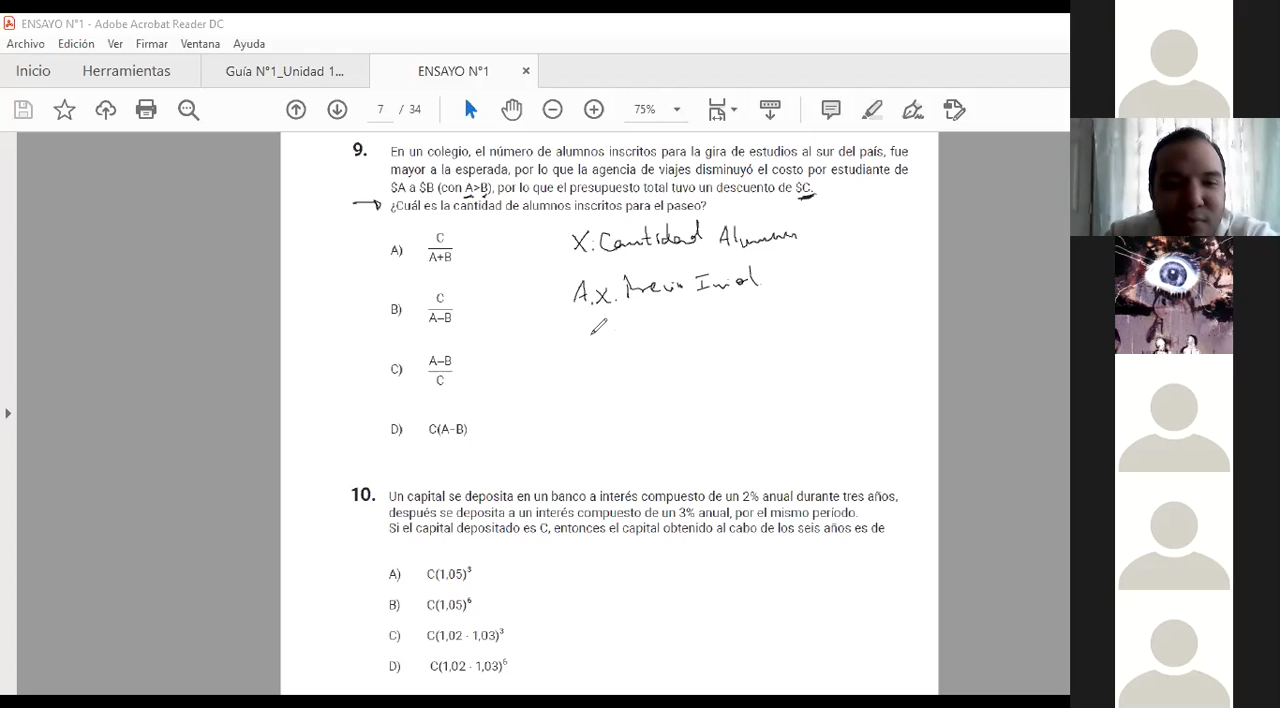 ENSAYO N°1 - Adobe Acrobat Reader DC
Archivo Edición Ver Firmar Ventana Ayuda
Inicio Herramientas Guía N°1_Unidad 1... ENSAYO N°1 ×
7 / 34 75%
9. En un colegio, el número de alumnos inscritos para la gira de estudios al sur del país, fue
mayor a la esperada, por lo que la agencia de viajes disminuyó el costo por estudiante de
$A a $B (con A>B), por lo que el presupuesto total tuvo un descuento de $C.
¿Cuál es la cantidad de alumnos inscritos para el paseo?
X: Cantidad Alumnos
A) C
A+B
A.X. Precio Inicial.
B) C
A−B
C) A−B
C
D) C(A−B)
10. Un capital se deposita en un banco a interés compuesto de un 2% anual durante tres años,
después se deposita a un interés compuesto de un 3% anual, por el mismo período.
Si el capital depositado es C, entonces el capital obtenido al cabo de los seis años es de
A) C(1,05)³
B) C(1,05)⁶
C) C(1,02 · 1,03)³
D) C(1,02 · 1,03)⁶